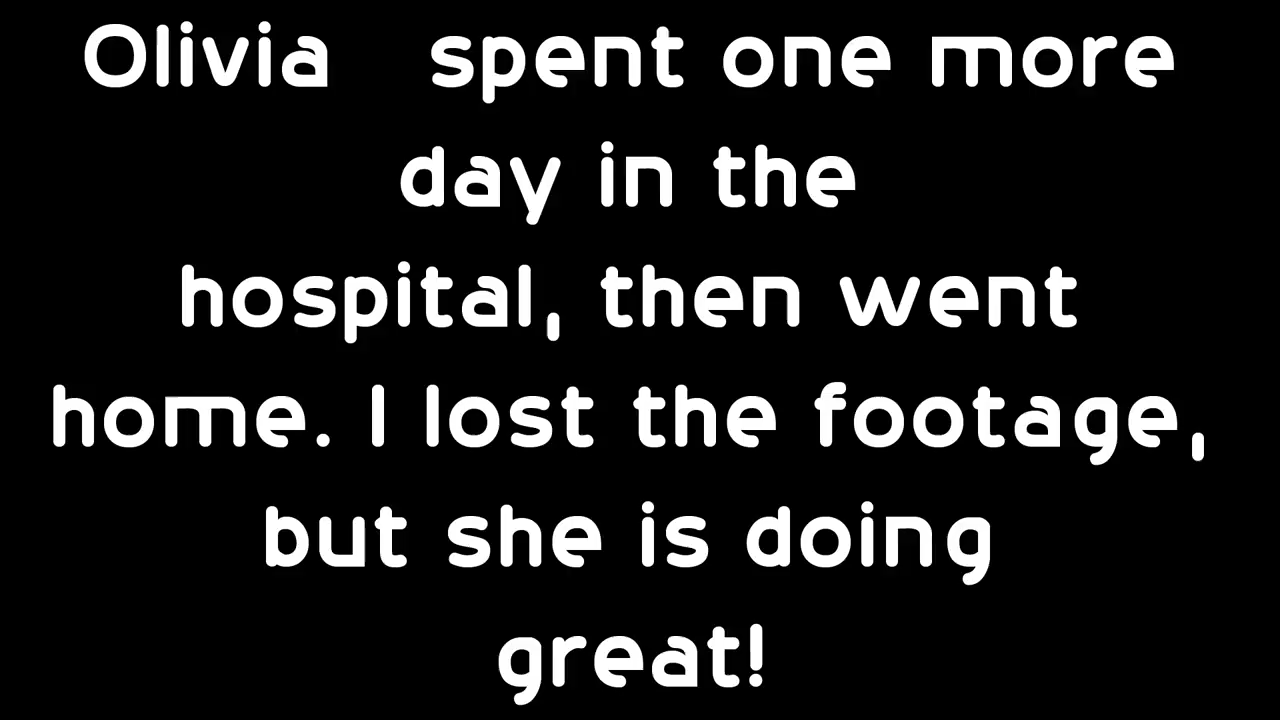 Olivia spent one more
day in the
hospital, then went
home. I lost the footage,
but she is doing
great!